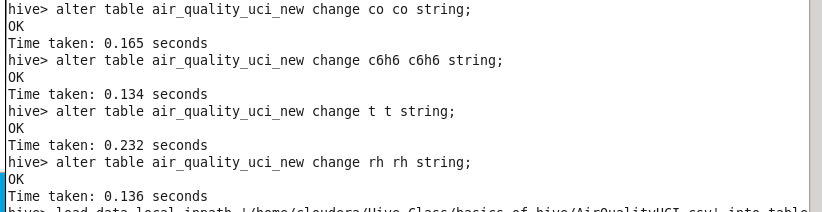 hive> alter table air_quality_uci_new change co co string;
OK
Time taken: 0.165 seconds
hive> alter table air_quality_uci_new change c6h6 c6h6 string;
OK
Time taken: 0.134 seconds
hive> alter table air_quality_uci_new change t t string;
OK
Time taken: 0.232 seconds
hive> alter table air_quality_uci_new change rh rh string;
OK
Time taken: 0.136 seconds
hive> load data local inpath '/home/cloudera/Hive Class/basics of hive/AirQualityUCI.csv' into table